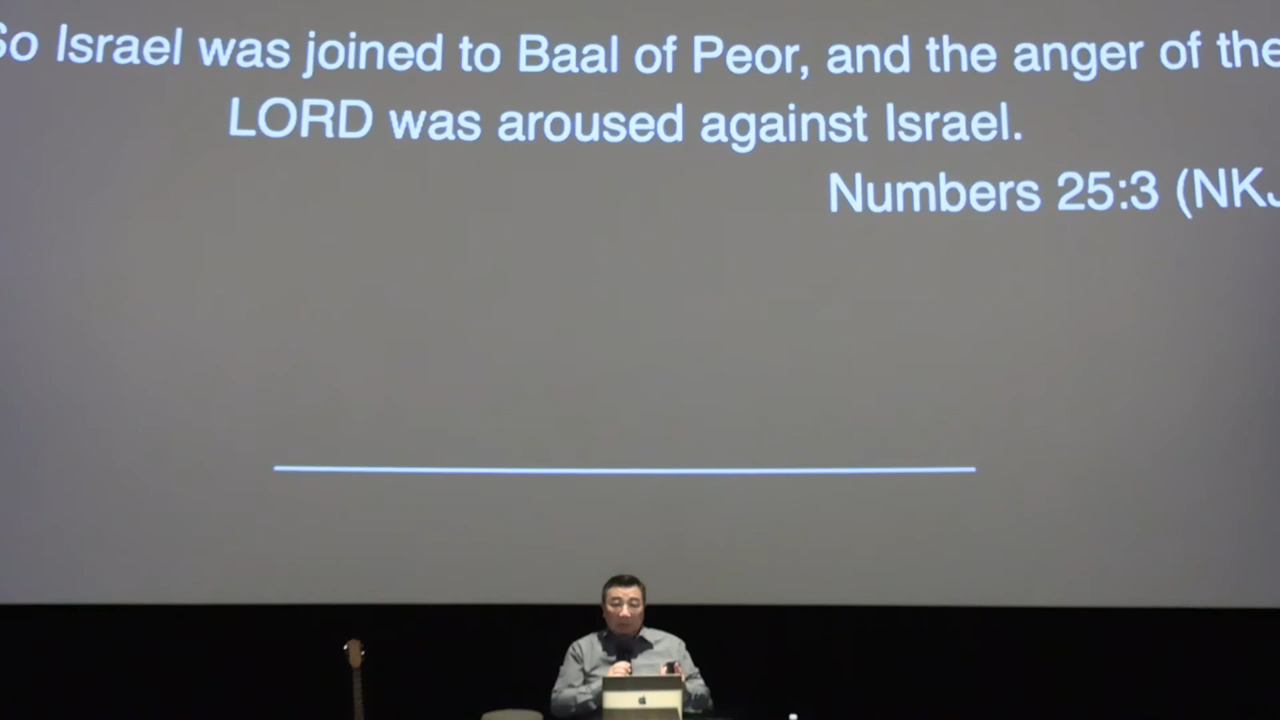 So Israel was joined to Baal of Peor, and the anger of the
LORD was aroused against Israel.
Numbers 25:3 (NKJ